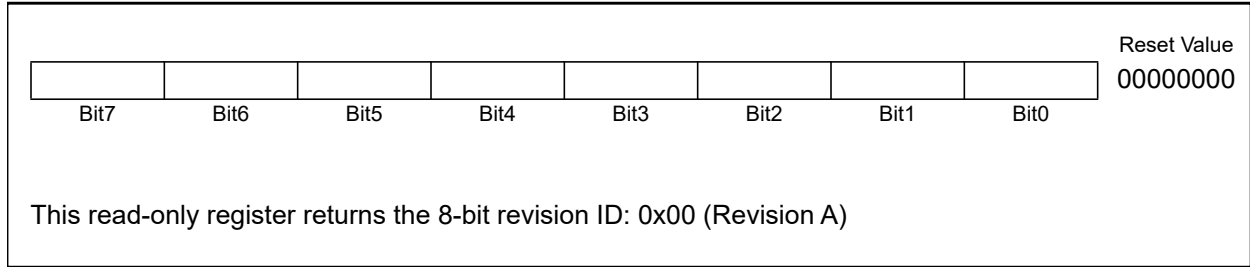 Reset Value
00000000
Bit7 Bit6 Bit5 Bit4 Bit3 Bit2 Bit1 Bit0
This read-only register returns the 8-bit revision ID: 0x00 (Revision A)